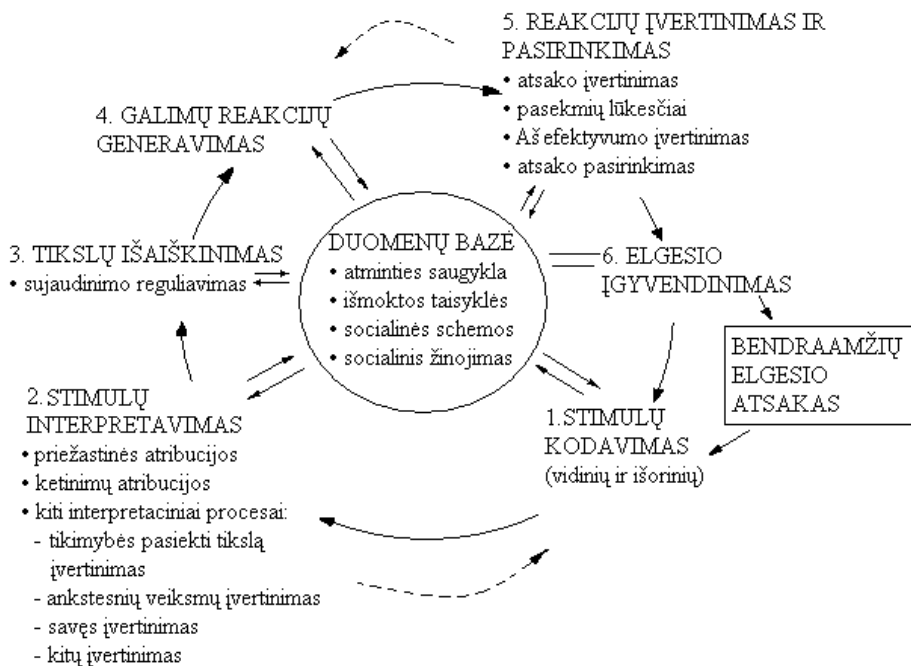 5. REAKCIJŲ ĮVERTINIMAS IR
PASIRINKIMAS
• atsako įvertinimas
• pasekmių lūkesčiai
• Aš efektyvumo įvertinimas
• atsako pasirinkimas
4. GALIMŲ REAKCIJŲ
GENERAVIMAS
3. TIKSLŲ IŠAIŠKINIMAS
• sujaudinimo reguliavimas
DUOMENŲ BAZĖ
• atminties saugykla
• išmoktos taisyklės
• socialinės schemos
• socialinis žinojimas
6. ELGESIO
ĮGYVENDINIMAS
BENDRAAMŽIŲ
ELGESIO
ATSAKAS
2. STIMULŲ
INTERPRETAVIMAS
• priežastinės atribucijos
• ketinimų atribucijos
• kiti interpretaciniai procesai:
- tikimybės pasiekti tikslą
įvertinimas
- ankstesnių veiksmų įvertinimas
- savęs įvertinimas
- kitų įvertinimas
1.STIMULŲ
KODAVIMAS
(vidinių ir išorinių)